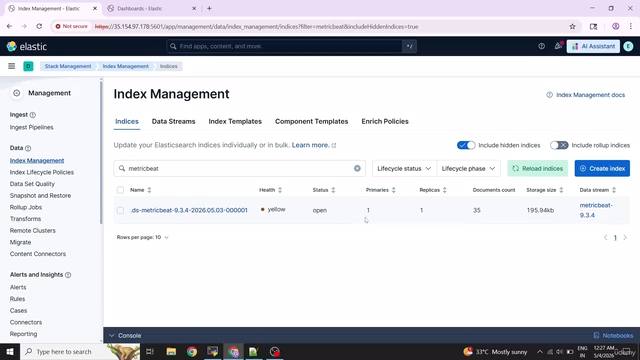 Index Management - Elastic
Dashboards - Elastic
Not secure https://35.154.97.178:5601/app/management/data/index_management/indices?filter=metricbeat&includeHiddenIndices=true
elastic
Find apps, content, and more.
AI Assistant
E
D
Stack Management
Index Management
Indices
Management
Ingest
Ingest Pipelines
Data
Index Management
Index Lifecycle Policies
Data Set Quality
Snapshot and Restore
Rollup Jobs
Transforms
Remote Clusters
Migrate
Content Connectors
Alerts and Insights
Alerts
Rules
Cases
Connectors
Reporting
Index Management
Index Management docs
Indices Data Streams Index Templates Component Templates Enrich Policies
Update your Elasticsearch indices individually or in bulk. Learn more.
Include hidden indices
Include rollup indices
metricbeat
Lifecycle status
Lifecycle phase
Reload indices
Create index
Name Health Status Primaries Replicas Documents count Storage size Data stream
.ds-metricbeat-9.3.4-2026.05.03-000001 yellow open 1 1 35 195.94kb metricbeat-
9.3.4
Rows per page: 10
1
Console
Notebooks
Type here to search
33°C Mostly sunny
ENG
IN
12:27 AM
5/4/2026
Udemy